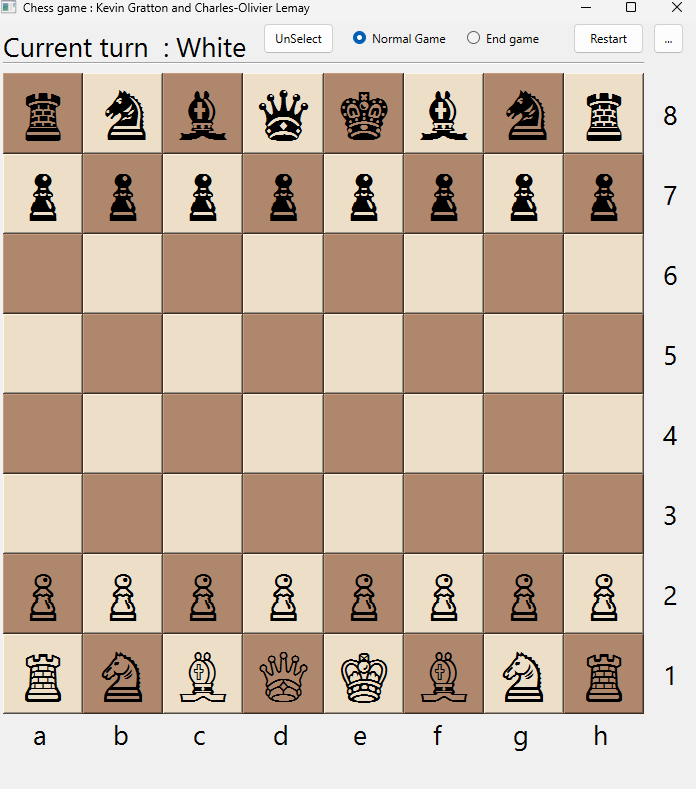 Chess game : Kevin Gratton and Charles-Olivier Lemay
Current turn : White UnSelect Normal Game End game Restart ...
8
7
6
5
4
3
2
1
a b c d e f g h